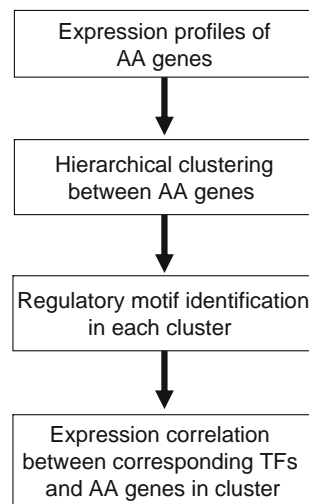 Expression profiles of
AA genes
Hierarchical clustering
between AA genes
Regulatory motif identification
in each cluster
Expression correlation
between corresponding TFs
and AA genes in cluster